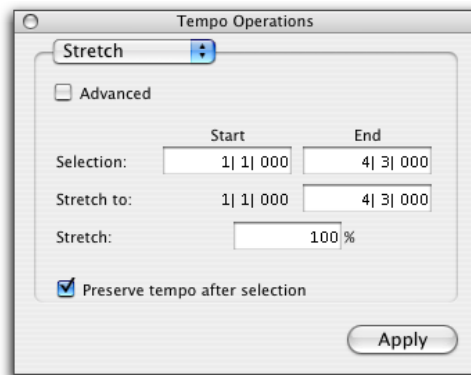 Tempo Operations
Stretch
Advanced
Start End
Selection: 1| 1| 000 4| 3| 000
Stretch to: 1| 1| 000 4| 3| 000
Stretch: 100 %
Preserve tempo after selection
Apply